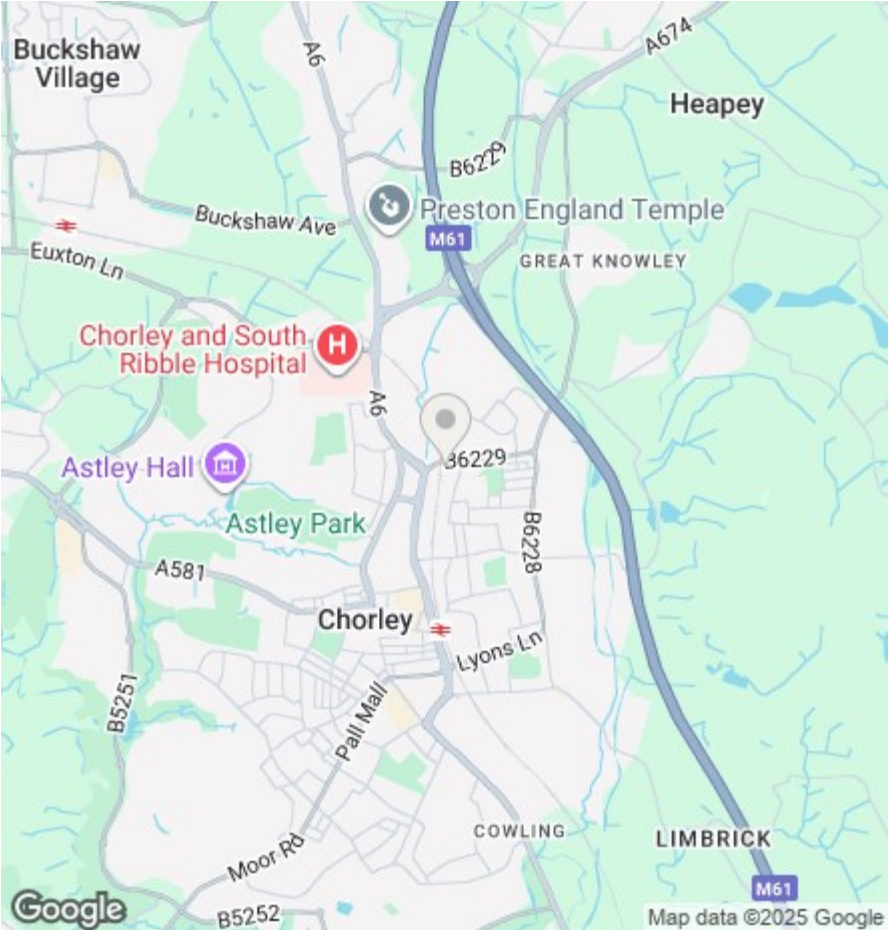 Buckshaw
Village
A6
A674
Heapey
B6229
Preston England Temple
Buckshaw Ave
M61
Euxton Ln
GREAT KNOWLEY
Chorley and South
Ribble Hospital
H
A6
Astley Hall
B6229
Astley Park
B6228
A581
Chorley
Lyons Ln
B5251
Pall Mall
COWLING
LIMBRICK
Moor Rd
M61
B5252
Google
Map data ©2025 Google